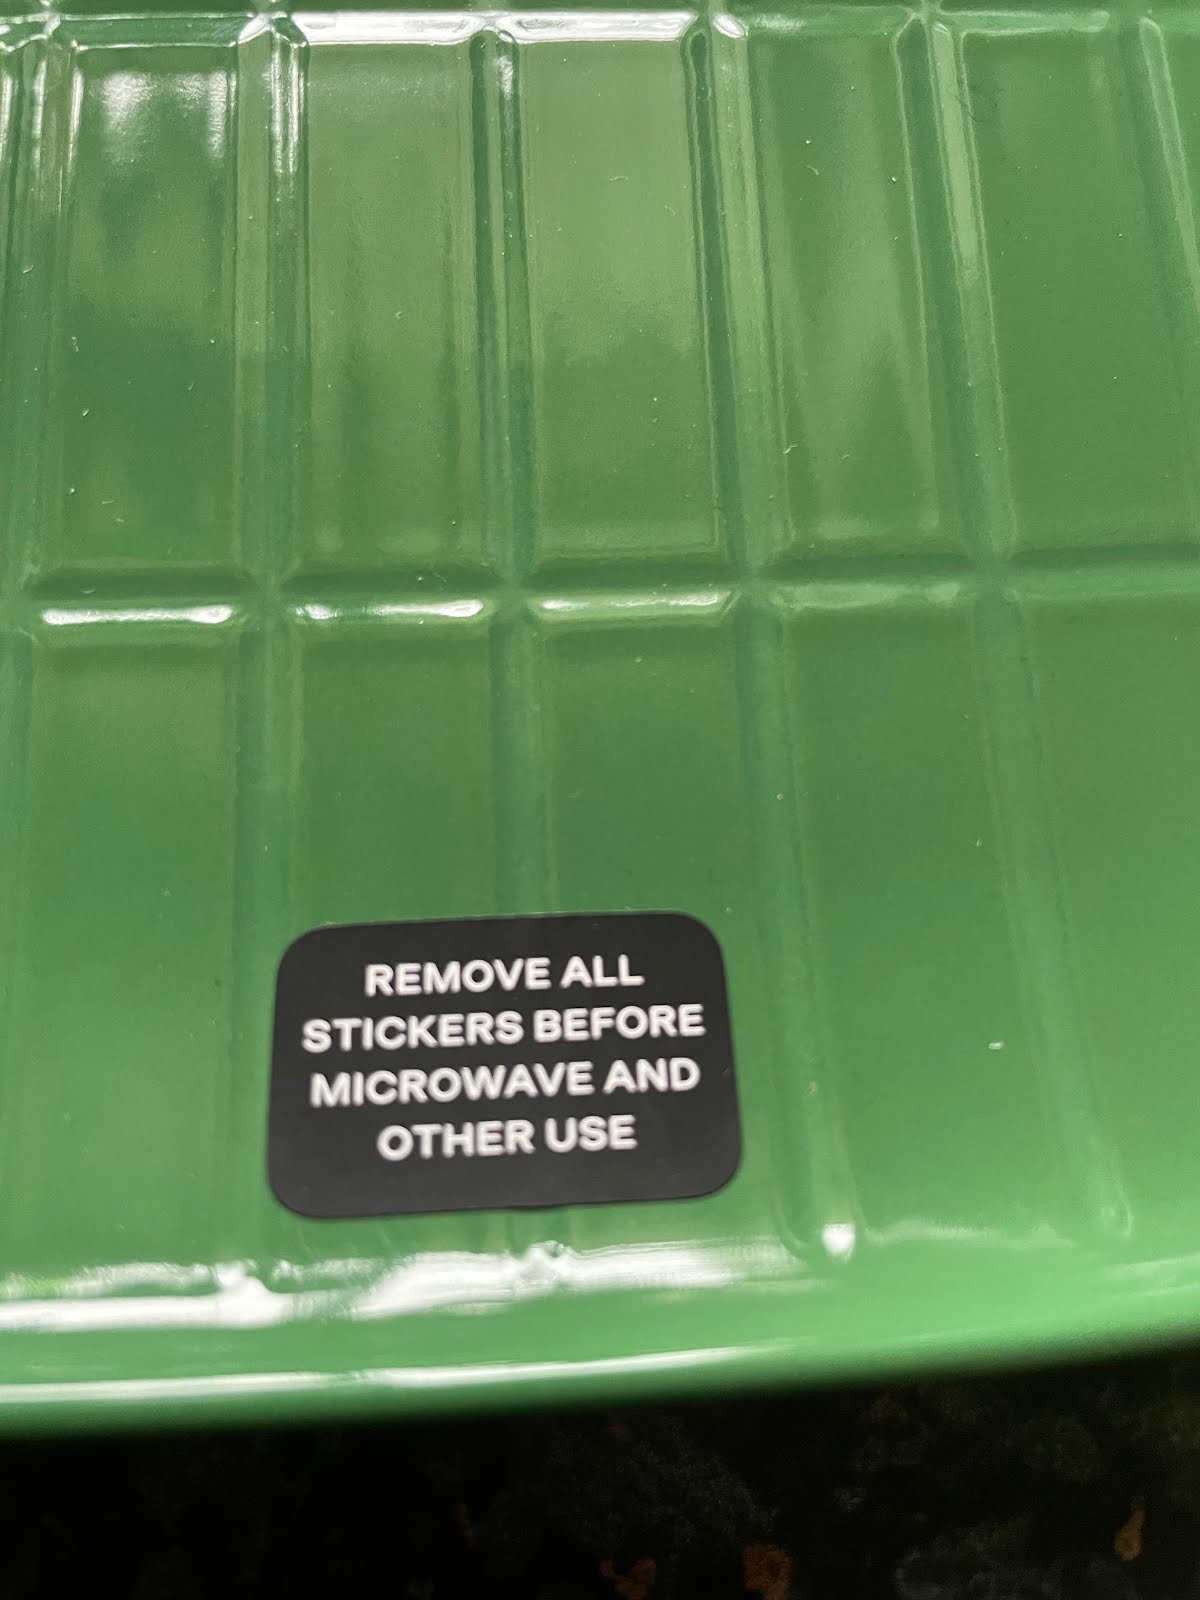 REMOVE ALL
STICKERS BEFORE
MICROWAVE AND
OTHER USE